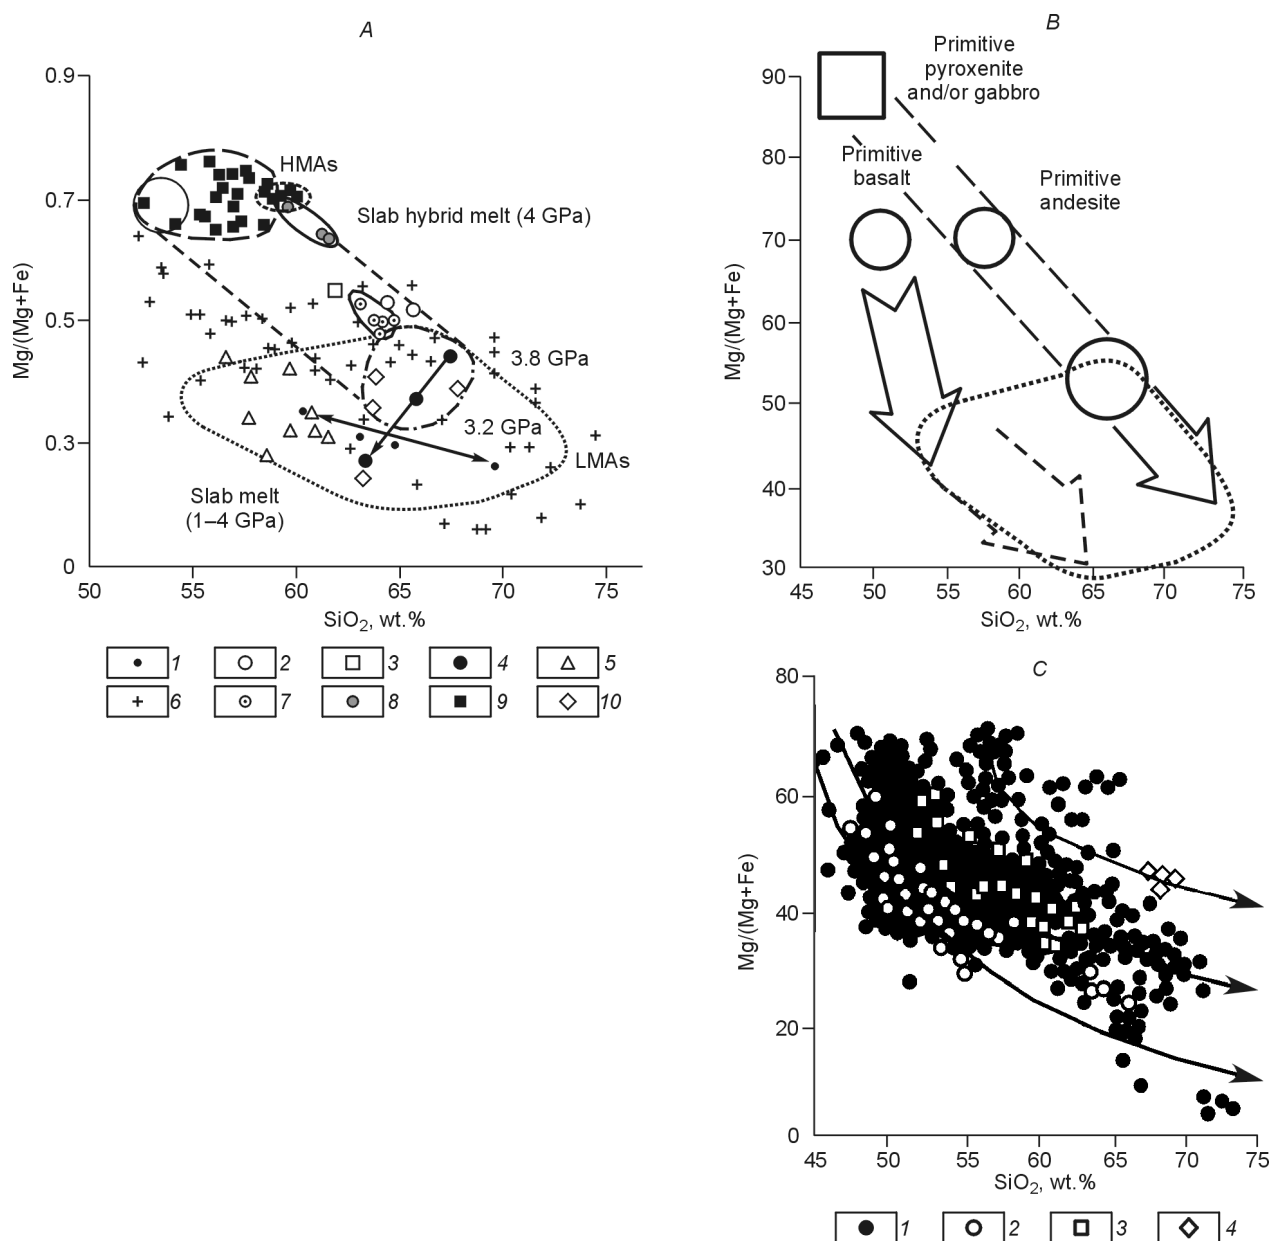 A
0.9
0.7
0.5
0.3
0
Mg/(Mg+Fe)
HMAs
Slab hybrid melt (4 GPa)
3.8 GPa
3.2 GPa
LMAs
Slab melt
(1–4 GPa)
50 55 60 65 70 75
SiO2, wt.%
1 2 3 4 5
6 7 8 9 10
B
Primitive
pyroxenite
and/or gabbro
90
80
70
60
50
40
30
Mg/(Mg+Fe)
Primitive
basalt
Primitive
andesite
45 50 55 60 65 70 75
SiO2, wt.%
C
80
60
40
20
0
Mg/(Mg+Fe)
45 50 55 60 65 70 75
SiO2, wt.%
1 2 3 4